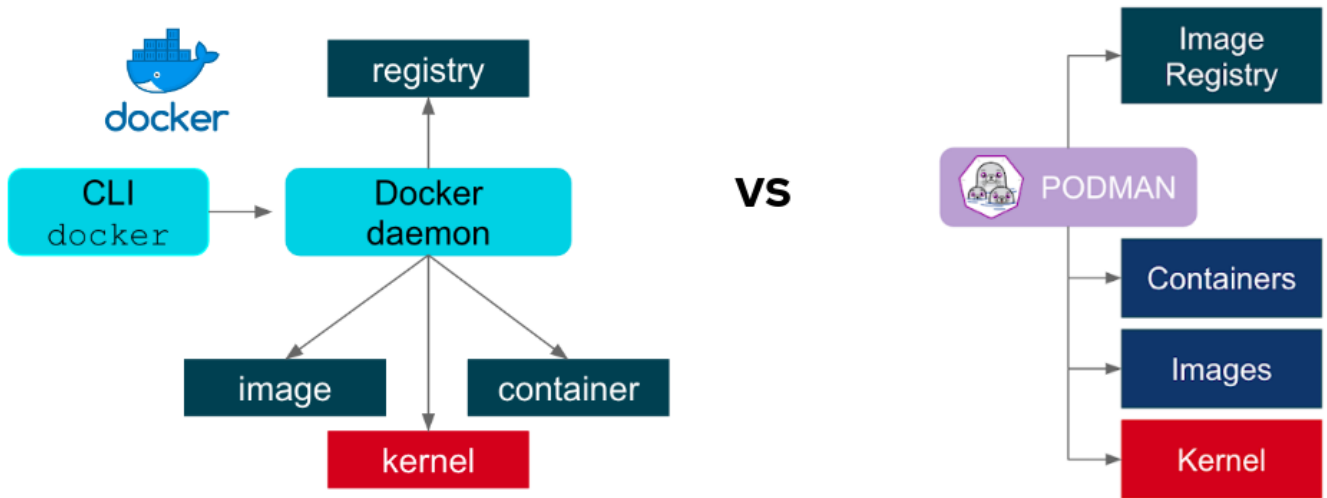 docker
registry
CLI
docker
Docker
daemon
image
container
kernel
vs
Image
Registry
PODMAN
Containers
Images
Kernel